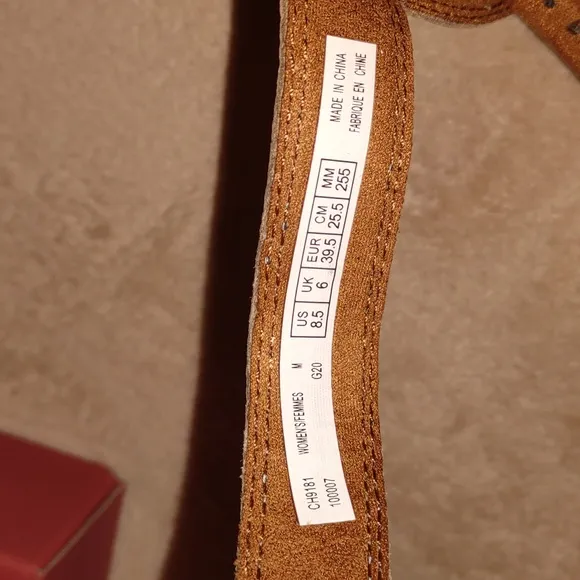 CH9181 WOMEN'S/FEMMES M
100007 G20
US UK EUR CM MM
8.5 6 39.5 25.5 255
MADE IN CHINA
FABRIQUE EN CHINE